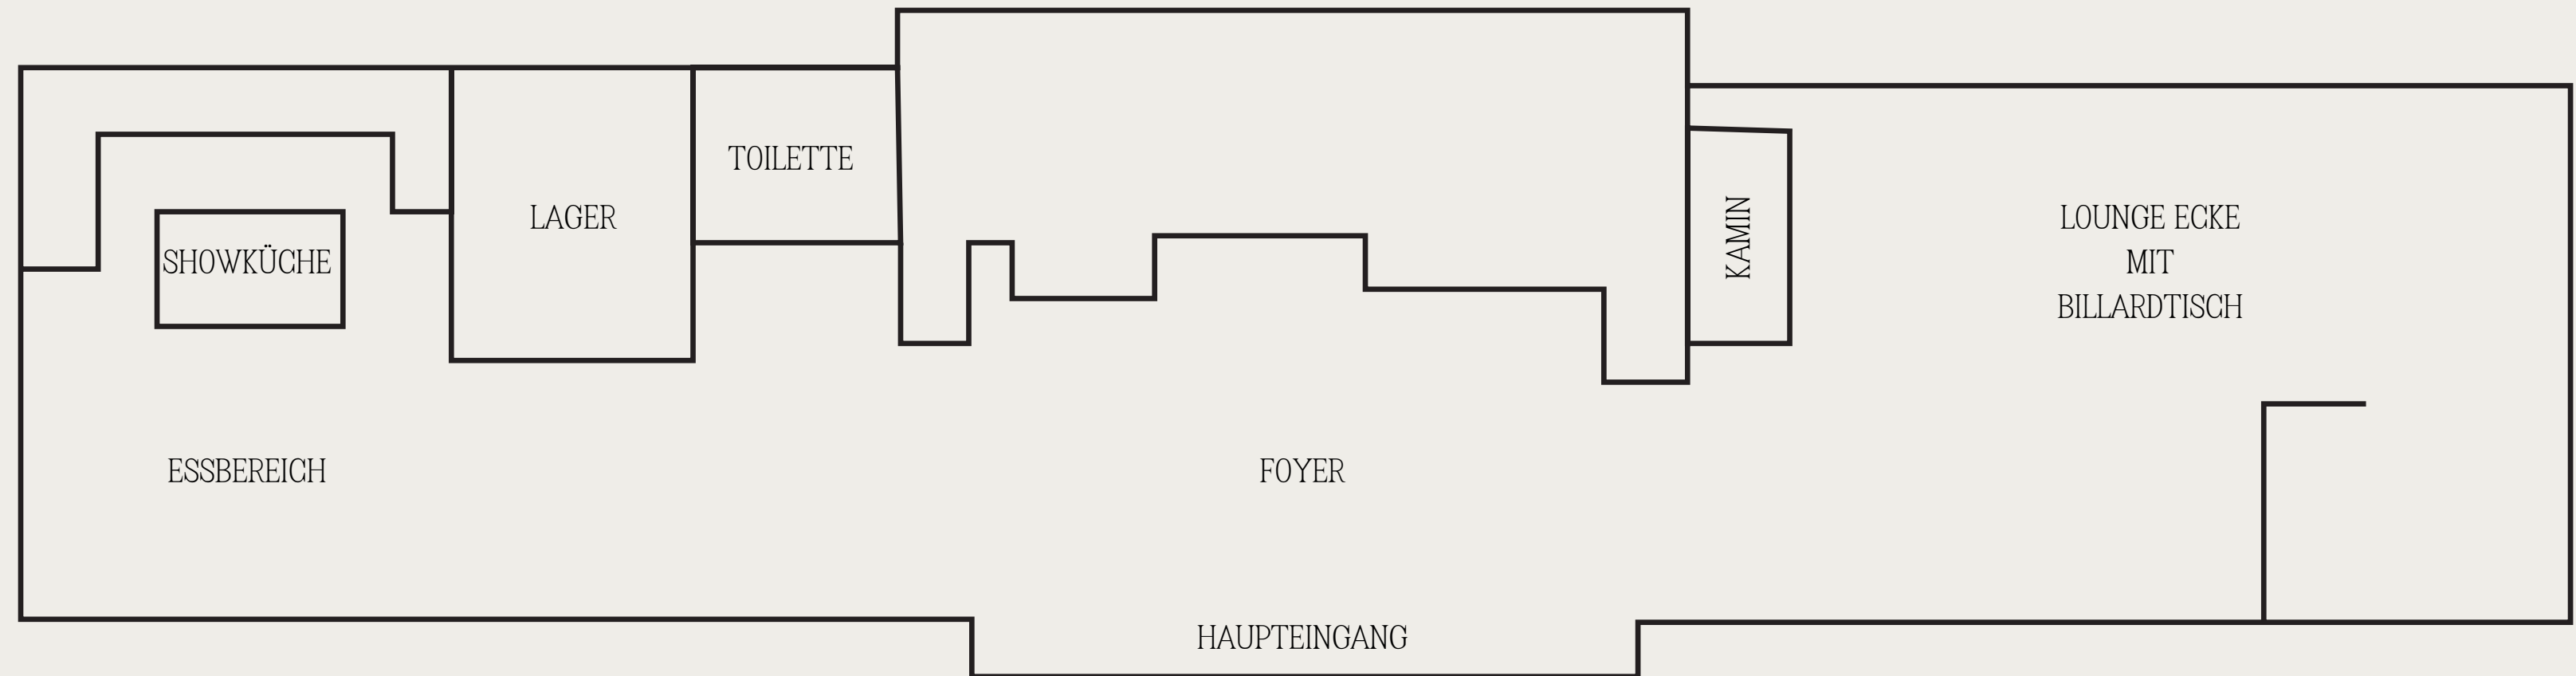 TOILETTE
LAGER
SHOWKÜCHE
KAMIN
LOUNGE ECKE
MIT
BILLARDTISCH
ESSBEREICH
FOYER
HAUPTEINGANG